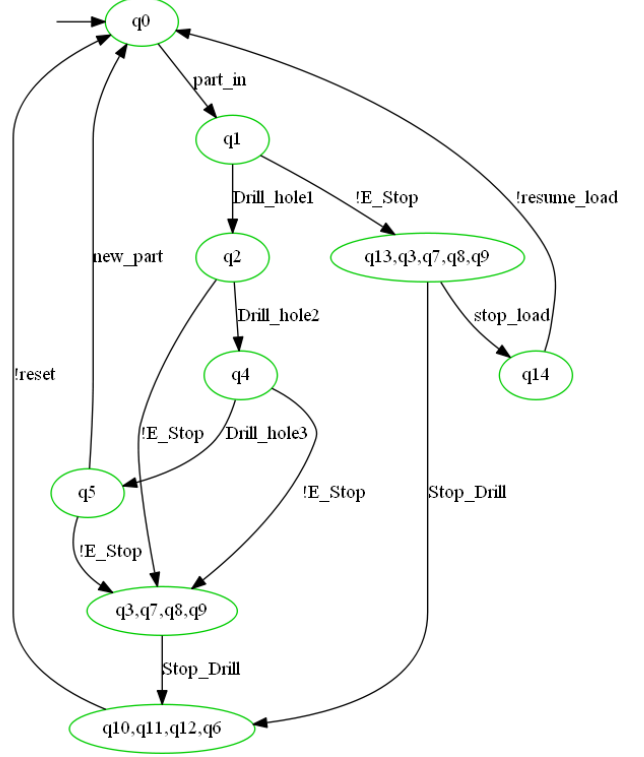 q0
part_in
q1
Drill_hole1
!E_Stop
!resume_load
q2
q13,q3,q7,q8,q9
new_part
Drill_hole2
stop_load
!reset
q4
q14
!E_Stop
Drill_hole3
q5
!E_Stop
Stop_Drill
!E_Stop
q3,q7,q8,q9
Stop_Drill
q10,q11,q12,q6